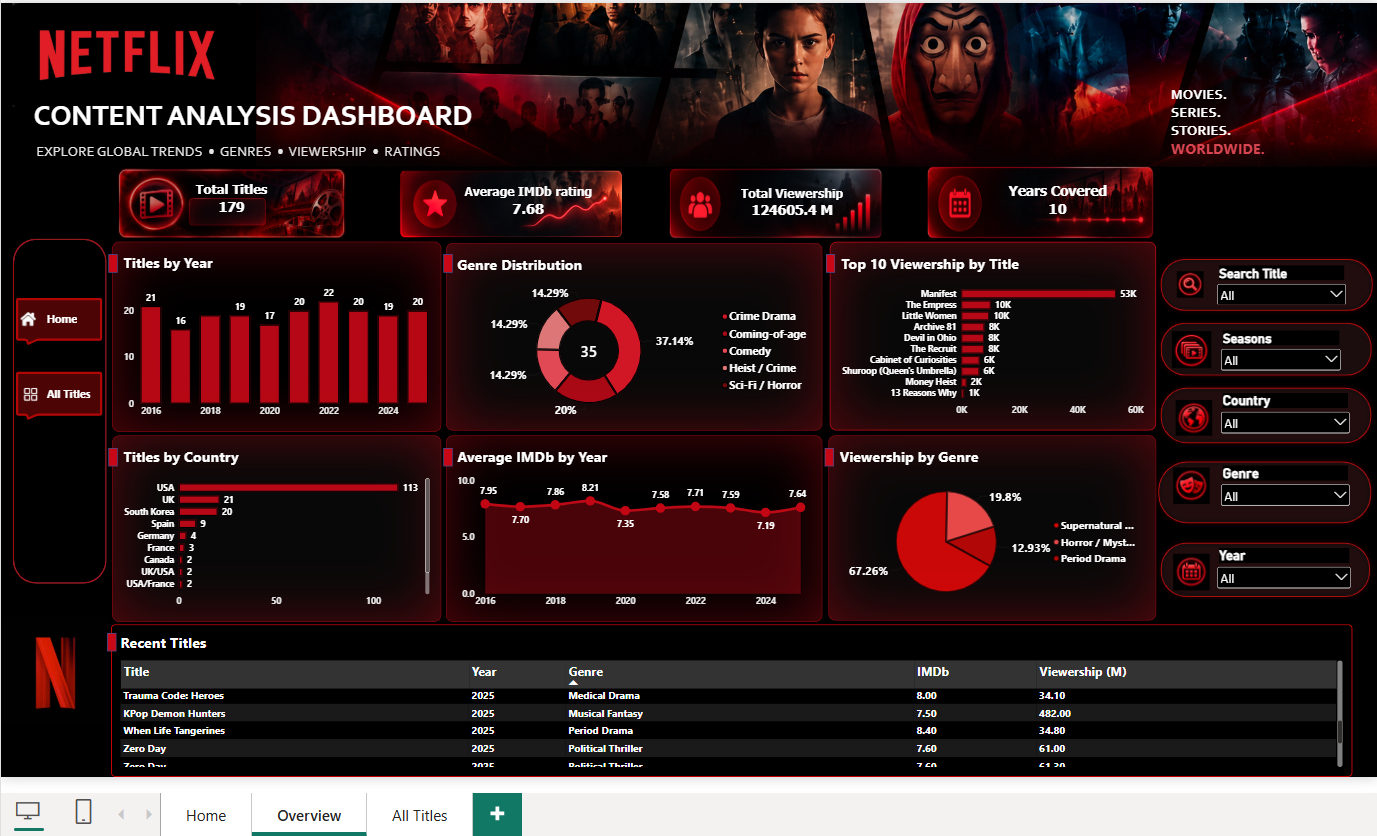 NETFLIX
CONTENT ANALYSIS DASHBOARD
EXPLORE GLOBAL TRENDS • GENRES • VIEWERSHIP • RATINGS
MOVIES.
SERIES.
STORIES.
WORLDWIDE.
Total Titles
179
Average IMDb rating
7.68
Total Viewership
124605.4 M
Years Covered
10
Home
All Titles
Titles by Year
21
16
19
17
20
22
20
19
20
20
10
0
2016
2018
2020
2022
2024
Genre Distribution
14.29%
14.29%
14.29%
20%
37.14%
35
Crime Drama
Coming-of-age
Comedy
Heist / Crime
Sci-Fi / Horror
Top 10 Viewership by Title
Manifest 53K
The Empress 10K
Little Women 10K
Archive 81 8K
Devil in Ohio 8K
The Recruit 8K
Cabinet of Curiosities 6K
Shuroop (Queen's Umbrella) 6K
Money Heist 2K
13 Reasons Why 1K
0K 20K 40K 60K
Search Title
All
Seasons
All
Country
All
Genre
All
Year
All
Titles by Country
USA 113
UK 21
South Korea 20
Spain 9
Germany 4
France 3
Canada 2
UK/USA 2
USA/France 2
0 50 100
Average IMDb by Year
10.0
5.0
0.0
7.95
7.70
7.86
8.21
7.35
7.58
7.71
7.59
7.19
7.64
2016 2018 2020 2022 2024
Viewership by Genre
19.8%
12.93%
67.26%
Supernatural ...
Horror / Myst...
Period Drama
Recent Titles
Title Year Genre IMDb Viewership (M)
Trauma Code: Heroes 2025 Medical Drama 8.00 34.10
KPop Demon Hunters 2025 Musical Fantasy 7.50 482.00
When Life Tangerines 2025 Period Drama 8.40 34.80
Zero Day 2025 Political Thriller 7.60 61.00
Zero Day 2025 Political Thriller 7.60 61.30
Home
Overview
All Titles